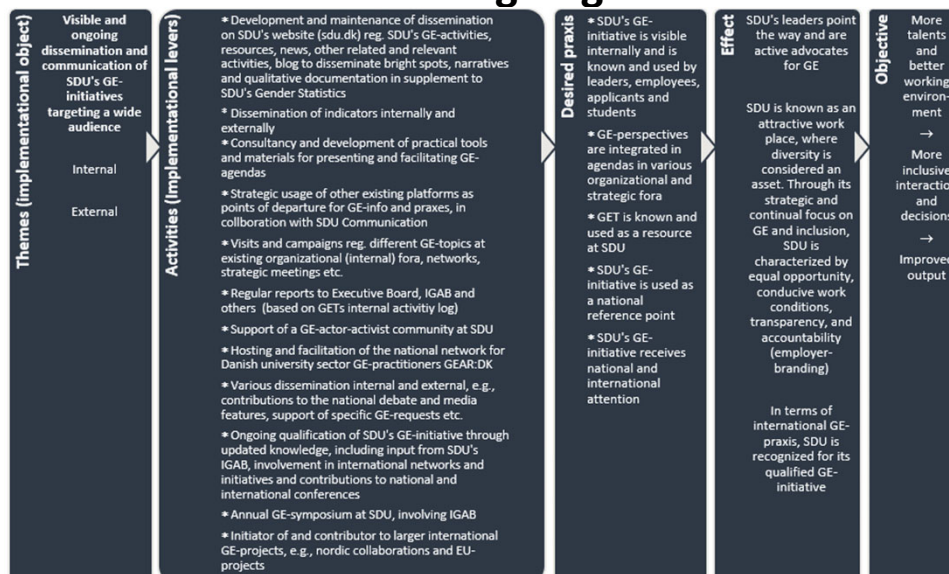 Themes (implementational object)
Visible and
ongoing
dissemination and
communication of
SDU's GE-
initiatives
targeting a wide
audience
Internal
External
Activities (Implementational levers)
* Development and maintenance of dissemination
on SDU's website (sdu.dk) reg. SDU's GE-activities,
resources, news, other related and relevant
activities, blog to disseminate bright spots, narratives
and qualitative documentation in supplement to
SDU's Gender Statistics
* Dissemination of indicators internally and
externally
* Consultancy and development of practical tools
and materials for presenting and facilitating GE-
agendas
* Strategic usage of other existing platforms as
points of departure for GE-info and praxes, in
collboration with SDU Communication
* Visits and campaigns reg. different GE-topics at
existing organizational (internal) fora, networks,
strategic meetings etc.
* Regular reports to Executive Board, IGAB and
others  (based on GETs internal activitiy log)
* Support of a GE-actor-activist community at SDU
* Hosting and facilitation of the national network for
Danish university sector GE-practitioners GEAR:DK
* Various dissemination internal and external, e.g.,
contributions to the national debate and media
features, support of specific GE-requests etc.
* Ongoing qualification of SDU's GE-initiative through
updated knowledge, including input from SDU's
IGAB, involvement in international networks and
initiatives and contributions to national and
international conferences
* Annual GE-symposium at SDU, involving IGAB
* Initiator of and contributor to larger international
GE-projects, e.g., nordic collaborations and EU-
projects
Desired praxis
* SDU's GE-
initiative is visible
internally and is
known and used by
leaders, employees,
applicants and
students
* GE-perspectives
are integrated in
agendas in various
organizational and
strategic fora
* GET is known and
used as a resource
at SDU
* SDU's GE-
initiative is used as
a national
reference point
* SDU's GE-
initiative receives
national and
international
attention
Effect
SDU's leaders point
the way and are
active advocates
for GE
SDU is known as an
attractive work
place, where
diversity is
considered an
asset. Through its
strategic and
continual focus on
GE and inclusion,
SDU is
characterized by
equal opportunity,
conducive work
conditions,
transparency, and
accountability
(employer-
branding)
In terms of
international GE-
praxis, SDU is
recognized for its
qualified GE-
initiative
Objective
More
talents
and
better
working
environ-
ment
→
More
inclusive
interaction
and
decisions
→
Improved
output